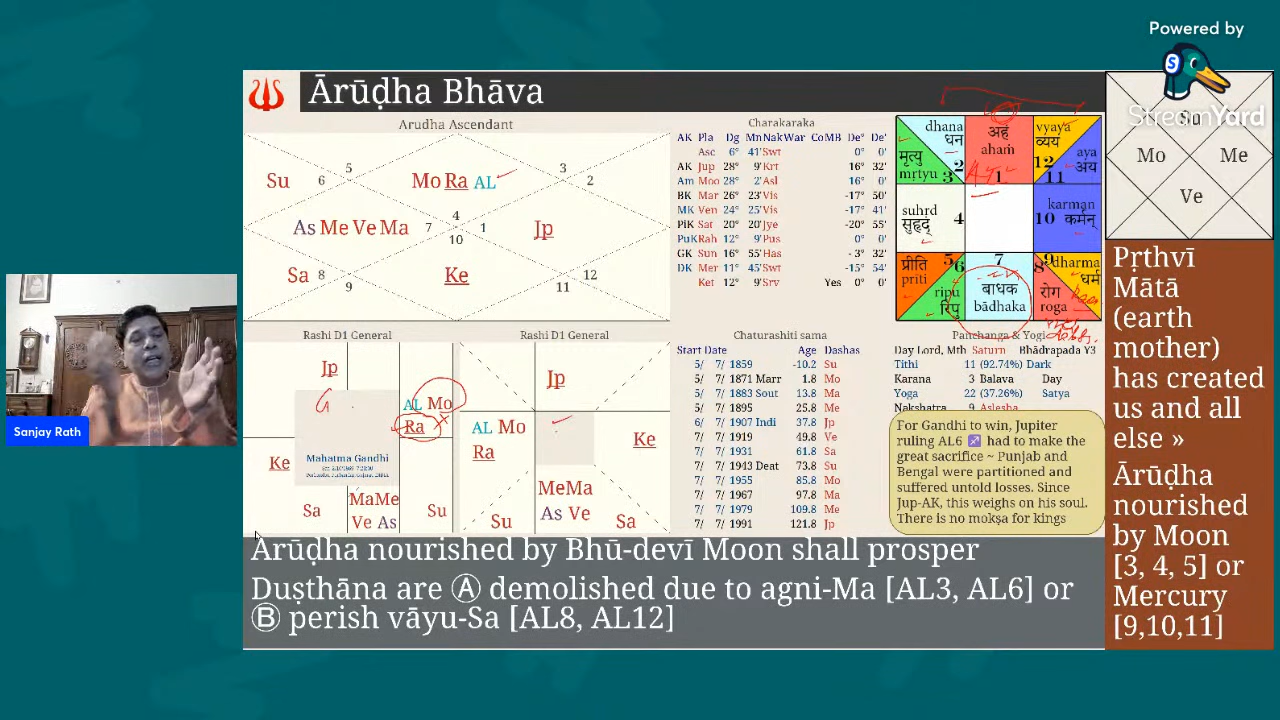 Powered by
StreamYard
Ārūḍha Bhāva
Arudha Ascendant
5
6
3
2
4
7
1
10
8
9
12
11
Su
Mo Ra AL
As Me Ve Ma
Jp
Sa
Ke
Charakaraka
AK Pla Dg Mn Nak War CoMB De° De'
Asc 6° 41' Swt 0° 0'
AK Jup 28° 9' Krt 16° 32'
Am Moo 28° 2' Asl 16° 0'
BK Mar 26° 23' Vis -17° 50'
MK Ven 24° 25' Vis -17° 41'
PiK Sat 20° 20' Jye -20° 55'
PuK Rah 12° 9' Pus 0° 0'
GK Sun 16° 55' Has - 3° 32'
DK Mer 11° 45' Swt -15° 54'
Ket 12° 9' Srv Yes 0° 0'
dhana
धन
2
मृत्यु
mṛtyu
3
अहं
ahaṁ
1
vyaya
व्यय
12
aya
अय
11
suhṛd
सुहृद्
4
karman
10 कर्मन्
प्रीति
priti
5
6
ripu
रिपु
7
बाधक
bādhaka
8
रोग
roga
9
dharma
धर्म
Su
Mo
Me
Ve
Rashi D1 General
Jp
AL Mo
Ra
Mahatma Gandhi
Ke
Sa
MaMe
Ve As
Su
Rashi D1 General
Jp
AL Mo
Ra
Ke
MeMa
As Ve
Su
Sa
Chaturashiti sama
Start Date Age Dashas
5/ 7/ 1859 -10.2 Su
5/ 7/ 1871 Marr 1.8 Mo
5/ 7/ 1883 Sout 13.8 Ma
5/ 7/ 1895 25.8 Me
6/ 7/ 1907 Indi 37.8 Jp
7/ 7/ 1919 49.8 Ve
7/ 7/ 1931 61.8 Sa
7/ 7/ 1943 Deat 73.8 Su
7/ 7/ 1955 85.8 Mo
7/ 7/ 1967 97.8 Ma
7/ 7/ 1979 109.8 Me
7/ 7/ 1991 121.8 Jp
Panchanga & Yogi
Day Lord, Mth Saturn Bhādrapada Y3
Tithi 11 (92.74%) Dark
Karana 3 Balava Day
Yoga 22 (37.26%) Satya
Nakshatra 9 Aslesha
For Gandhi to win, Jupiter
ruling AL6 ♐ had to make the
great sacrifice ~ Punjab and
Bengal were partitioned and
suffered untold losses. Since
Jup-AK, this weighs on his soul.
There is no mokṣa for kings
Pṛthvī
Mātā
(earth
mother)
has created
us and all
else »
Ārūḍha
nourished
by Moon
[3, 4, 5] or
Mercury
[9,10,11]
Sanjay Rath
Ārūḍha nourished by Bhū-devī Moon shall prosper
Duṣthāna are Ⓐ demolished due to agni-Ma [AL3, AL6] or
Ⓑ perish vāyu-Sa [AL8, AL12]